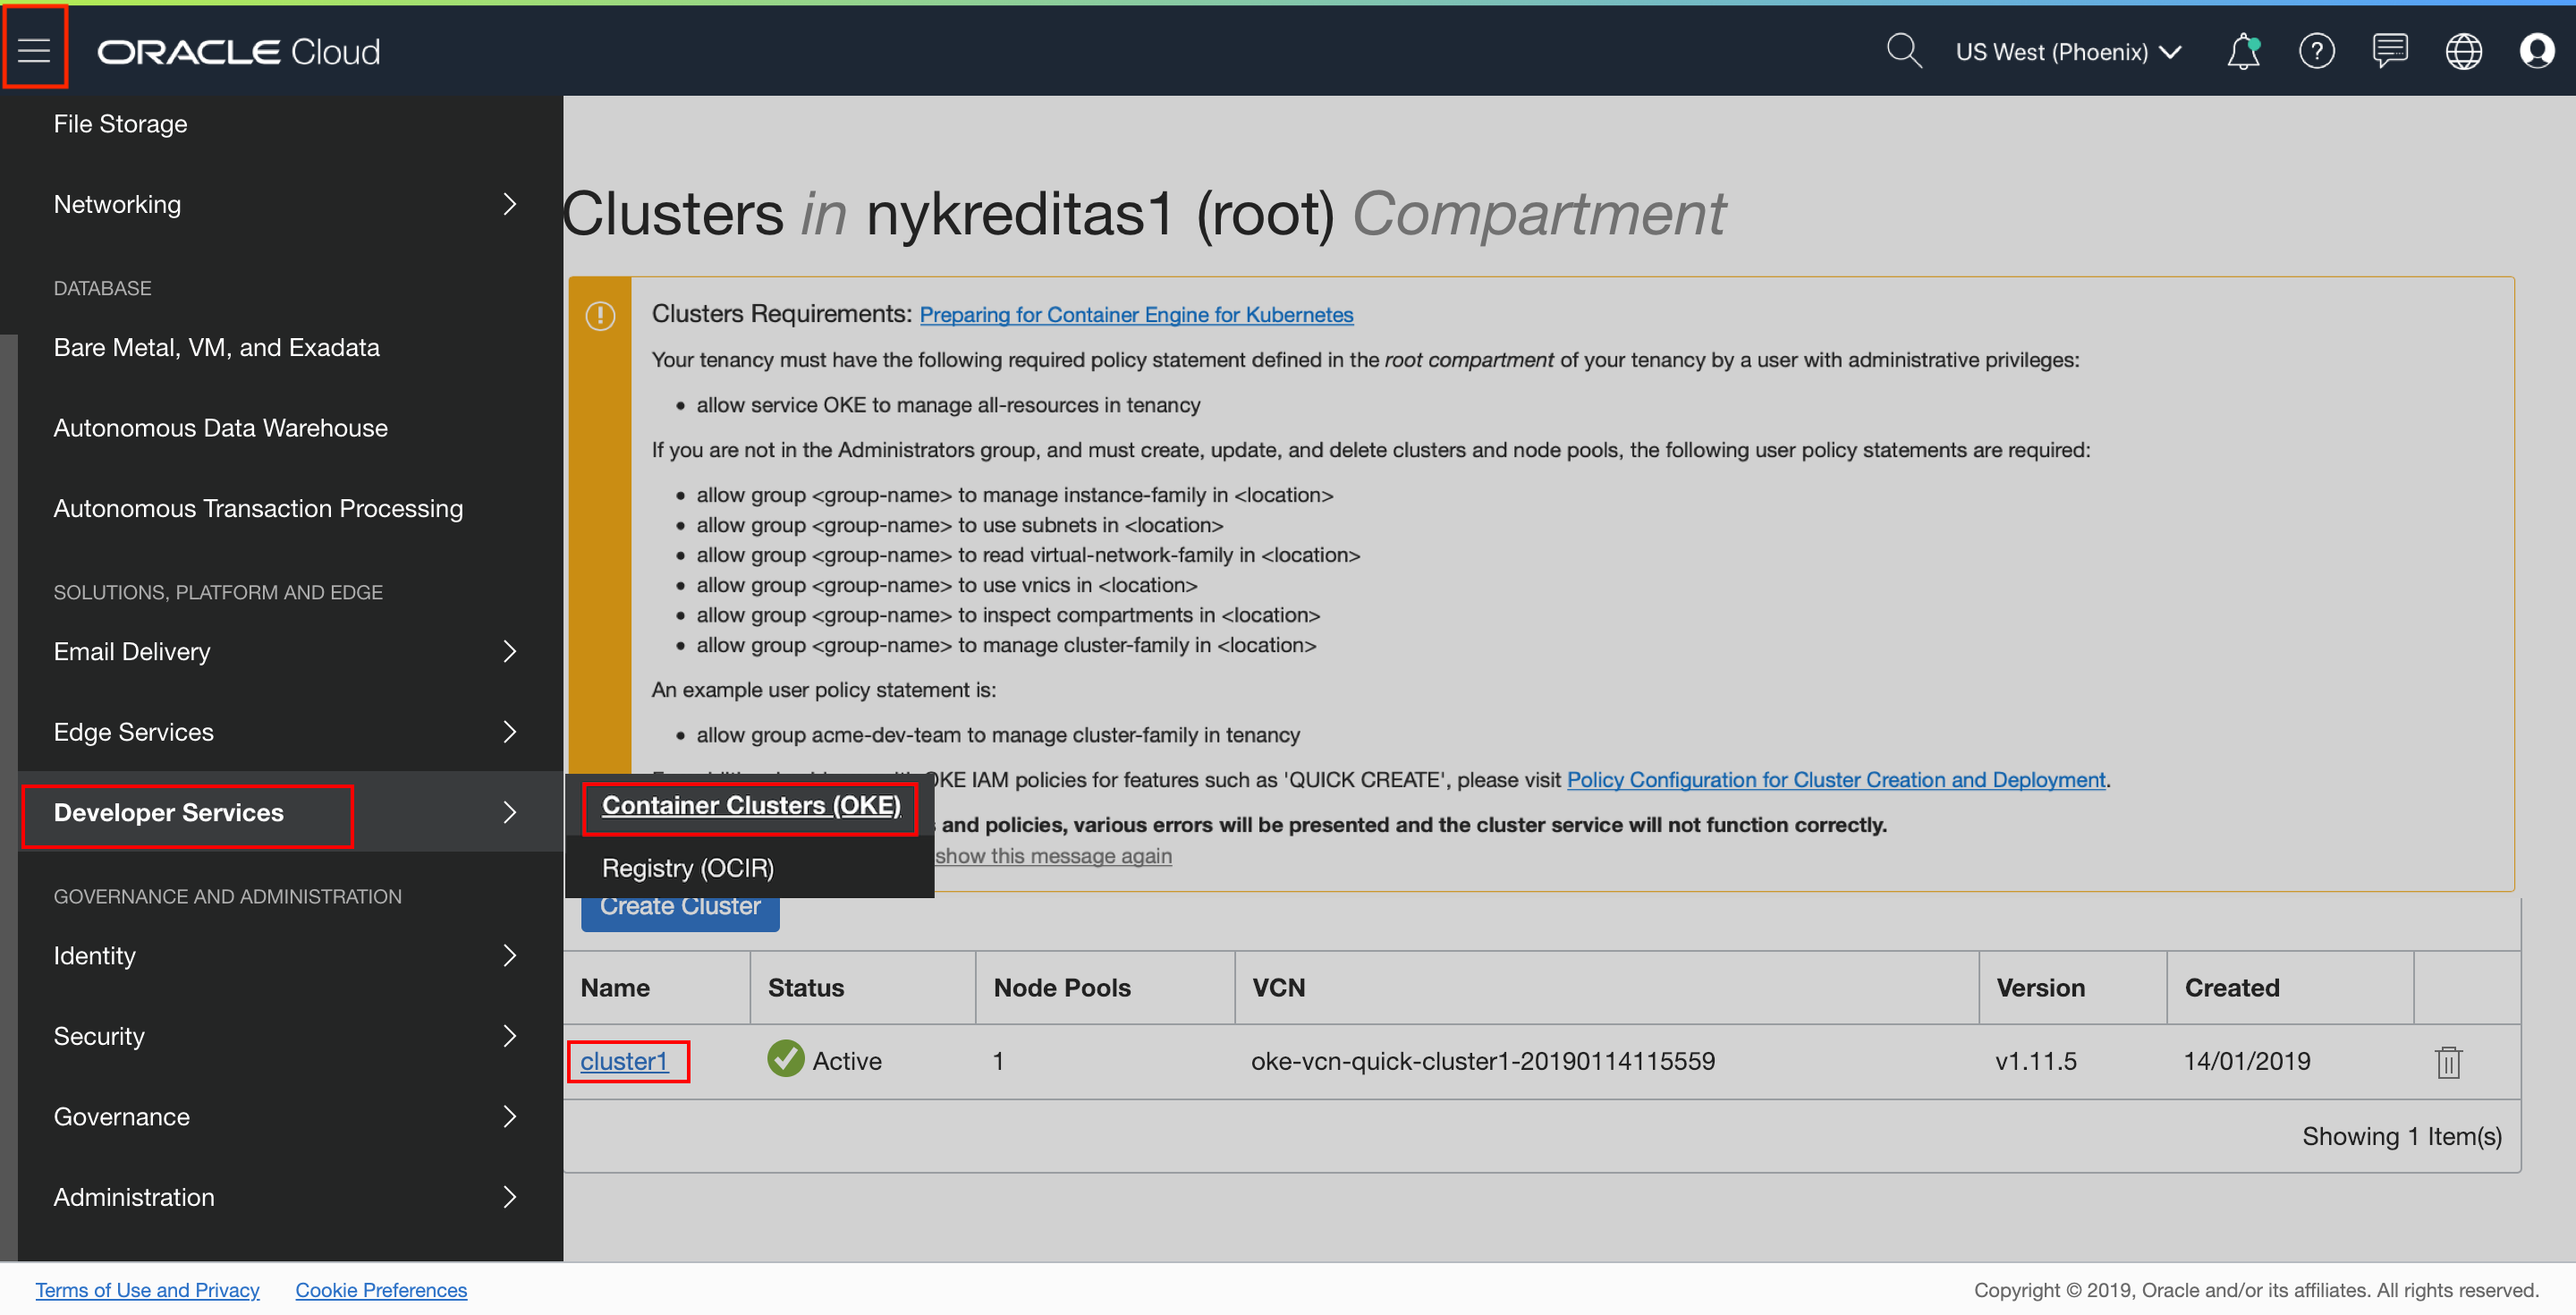 ORACLE Cloud
US West (Phoenix)
File Storage
Networking
DATABASE
Bare Metal, VM, and Exadata
Autonomous Data Warehouse
Autonomous Transaction Processing
SOLUTIONS, PLATFORM AND EDGE
Email Delivery
Edge Services
Developer Services
GOVERNANCE AND ADMINISTRATION
Identity
Security
Governance
Administration
Container Clusters (OKE)
Registry (OCIR)
Clusters in nykreditas1 (root) Compartment
Clusters Requirements: Preparing for Container Engine for Kubernetes
Your tenancy must have the following required policy statement defined in the root compartment of your tenancy by a user with administrative privileges:
• allow service OKE to manage all-resources in tenancy
If you are not in the Administrators group, and must create, update, and delete clusters and node pools, the following user policy statements are required:
• allow group <group-name> to manage instance-family in <location>
• allow group <group-name> to use subnets in <location>
• allow group <group-name> to read virtual-network-family in <location>
• allow group <group-name> to use vnics in <location>
• allow group <group-name> to inspect compartments in <location>
• allow group <group-name> to manage cluster-family in <location>
An example user policy statement is:
• allow group acme-dev-team to manage cluster-family in tenancy
OKE IAM policies for features such as 'QUICK CREATE', please visit Policy Configuration for Cluster Creation and Deployment.
and policies, various errors will be presented and the cluster service will not function correctly.
show this message again
Create Cluster
Name Status Node Pools VCN Version Created
cluster1 Active 1 oke-vcn-quick-cluster1-20190114115559 v1.11.5 14/01/2019
Showing 1 Item(s)
Terms of Use and Privacy Cookie Preferences
Copyright © 2019, Oracle and/or its affiliates. All rights reserved.